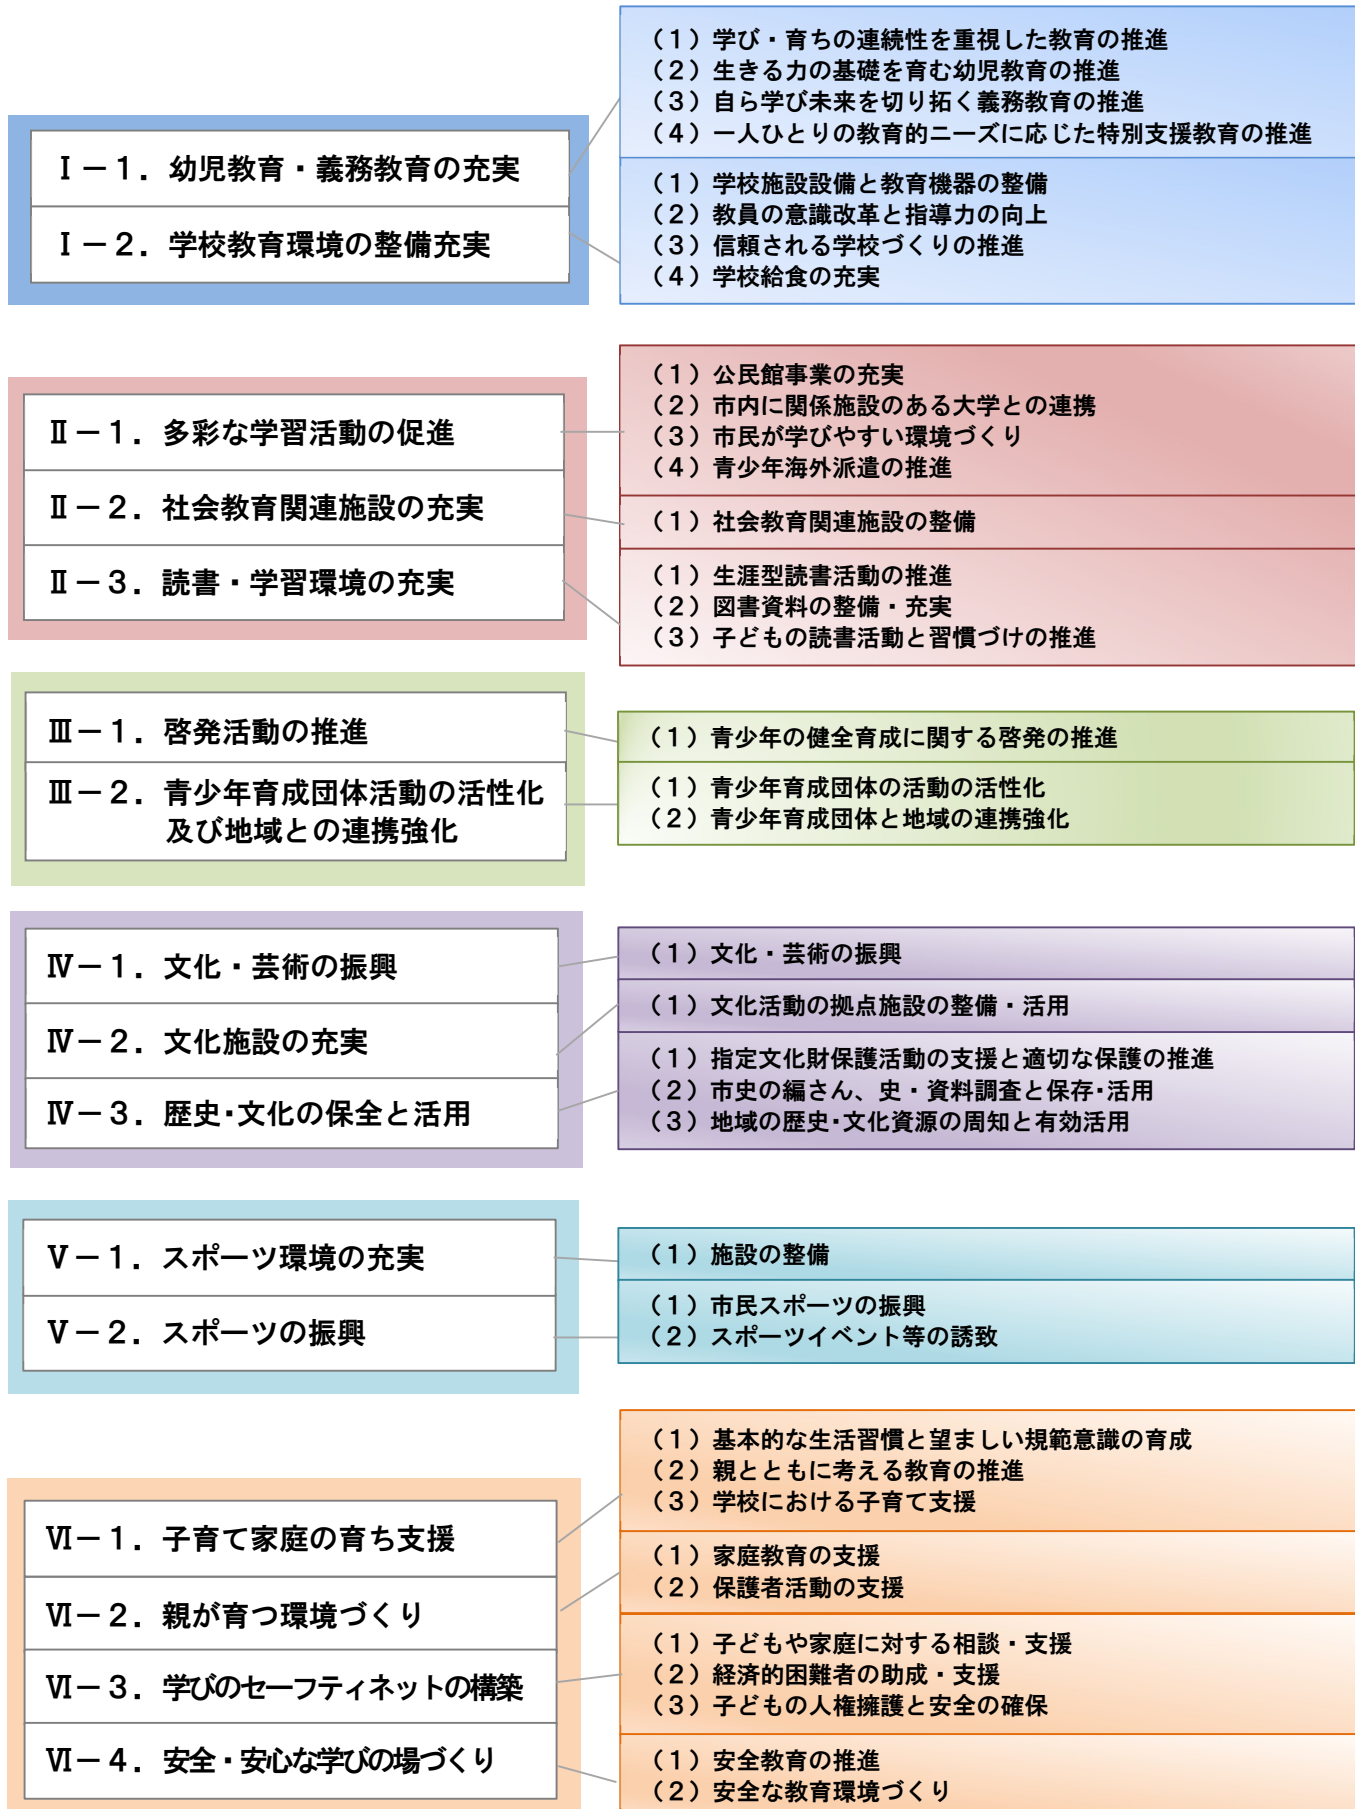 Ⅰ－１．幼児教育・義務教育の充実
Ⅰ－２．学校教育環境の整備充実
（１）学び・育ちの連続性を重視した教育の推進
（２）生きる力の基礎を育む幼児教育の推進
（３）自ら学び未来を切り拓く義務教育の推進
（４）一人ひとりの教育的ニーズに応じた特別支援教育の推進
（１）学校施設設備と教育機器の整備
（２）教員の意識改革と指導力の向上
（３）信頼される学校づくりの推進
（４）学校給食の充実
Ⅱ－１．多彩な学習活動の促進
Ⅱ－２．社会教育関連施設の充実
Ⅱ－３．読書・学習環境の充実
（１）公民館事業の充実
（２）市内に関係施設のある大学との連携
（３）市民が学びやすい環境づくり
（４）青少年海外派遣の推進
（１）社会教育関連施設の整備
（１）生涯型読書活動の推進
（２）図書資料の整備・充実
（３）子どもの読書活動と習慣づけの推進
Ⅲ－１．啓発活動の推進
Ⅲ－２．青少年育成団体活動の活性化
及び地域との連携強化
（１）青少年の健全育成に関する啓発の推進
（１）青少年育成団体の活動の活性化
（２）青少年育成団体と地域の連携強化
Ⅳ－１．文化・芸術の振興
Ⅳ－２．文化施設の充実
Ⅳ－３．歴史･文化の保全と活用
（１）文化・芸術の振興
（１）文化活動の拠点施設の整備・活用
（１）指定文化財保護活動の支援と適切な保護の推進
（２）市史の編さん、史・資料調査と保存･活用
（３）地域の歴史･文化資源の周知と有効活用
Ⅴ－１．スポーツ環境の充実
Ⅴ－２．スポーツの振興
（１）施設の整備
（１）市民スポーツの振興
（２）スポーツイベント等の誘致
Ⅵ－１．子育て家庭の育ち支援
Ⅵ－２．親が育つ環境づくり
Ⅵ－３．学びのセーフティネットの構築
Ⅵ－４．安全・安心な学びの場づくり
（１）基本的な生活習慣と望ましい規範意識の育成
（２）親とともに考える教育の推進
（３）学校における子育て支援
（１）家庭教育の支援
（２）保護者活動の支援
（１）子どもや家庭に対する相談・支援
（２）経済的困難者の助成・支援
（３）子どもの人権擁護と安全の確保
（１）安全教育の推進
（２）安全な教育環境づくり